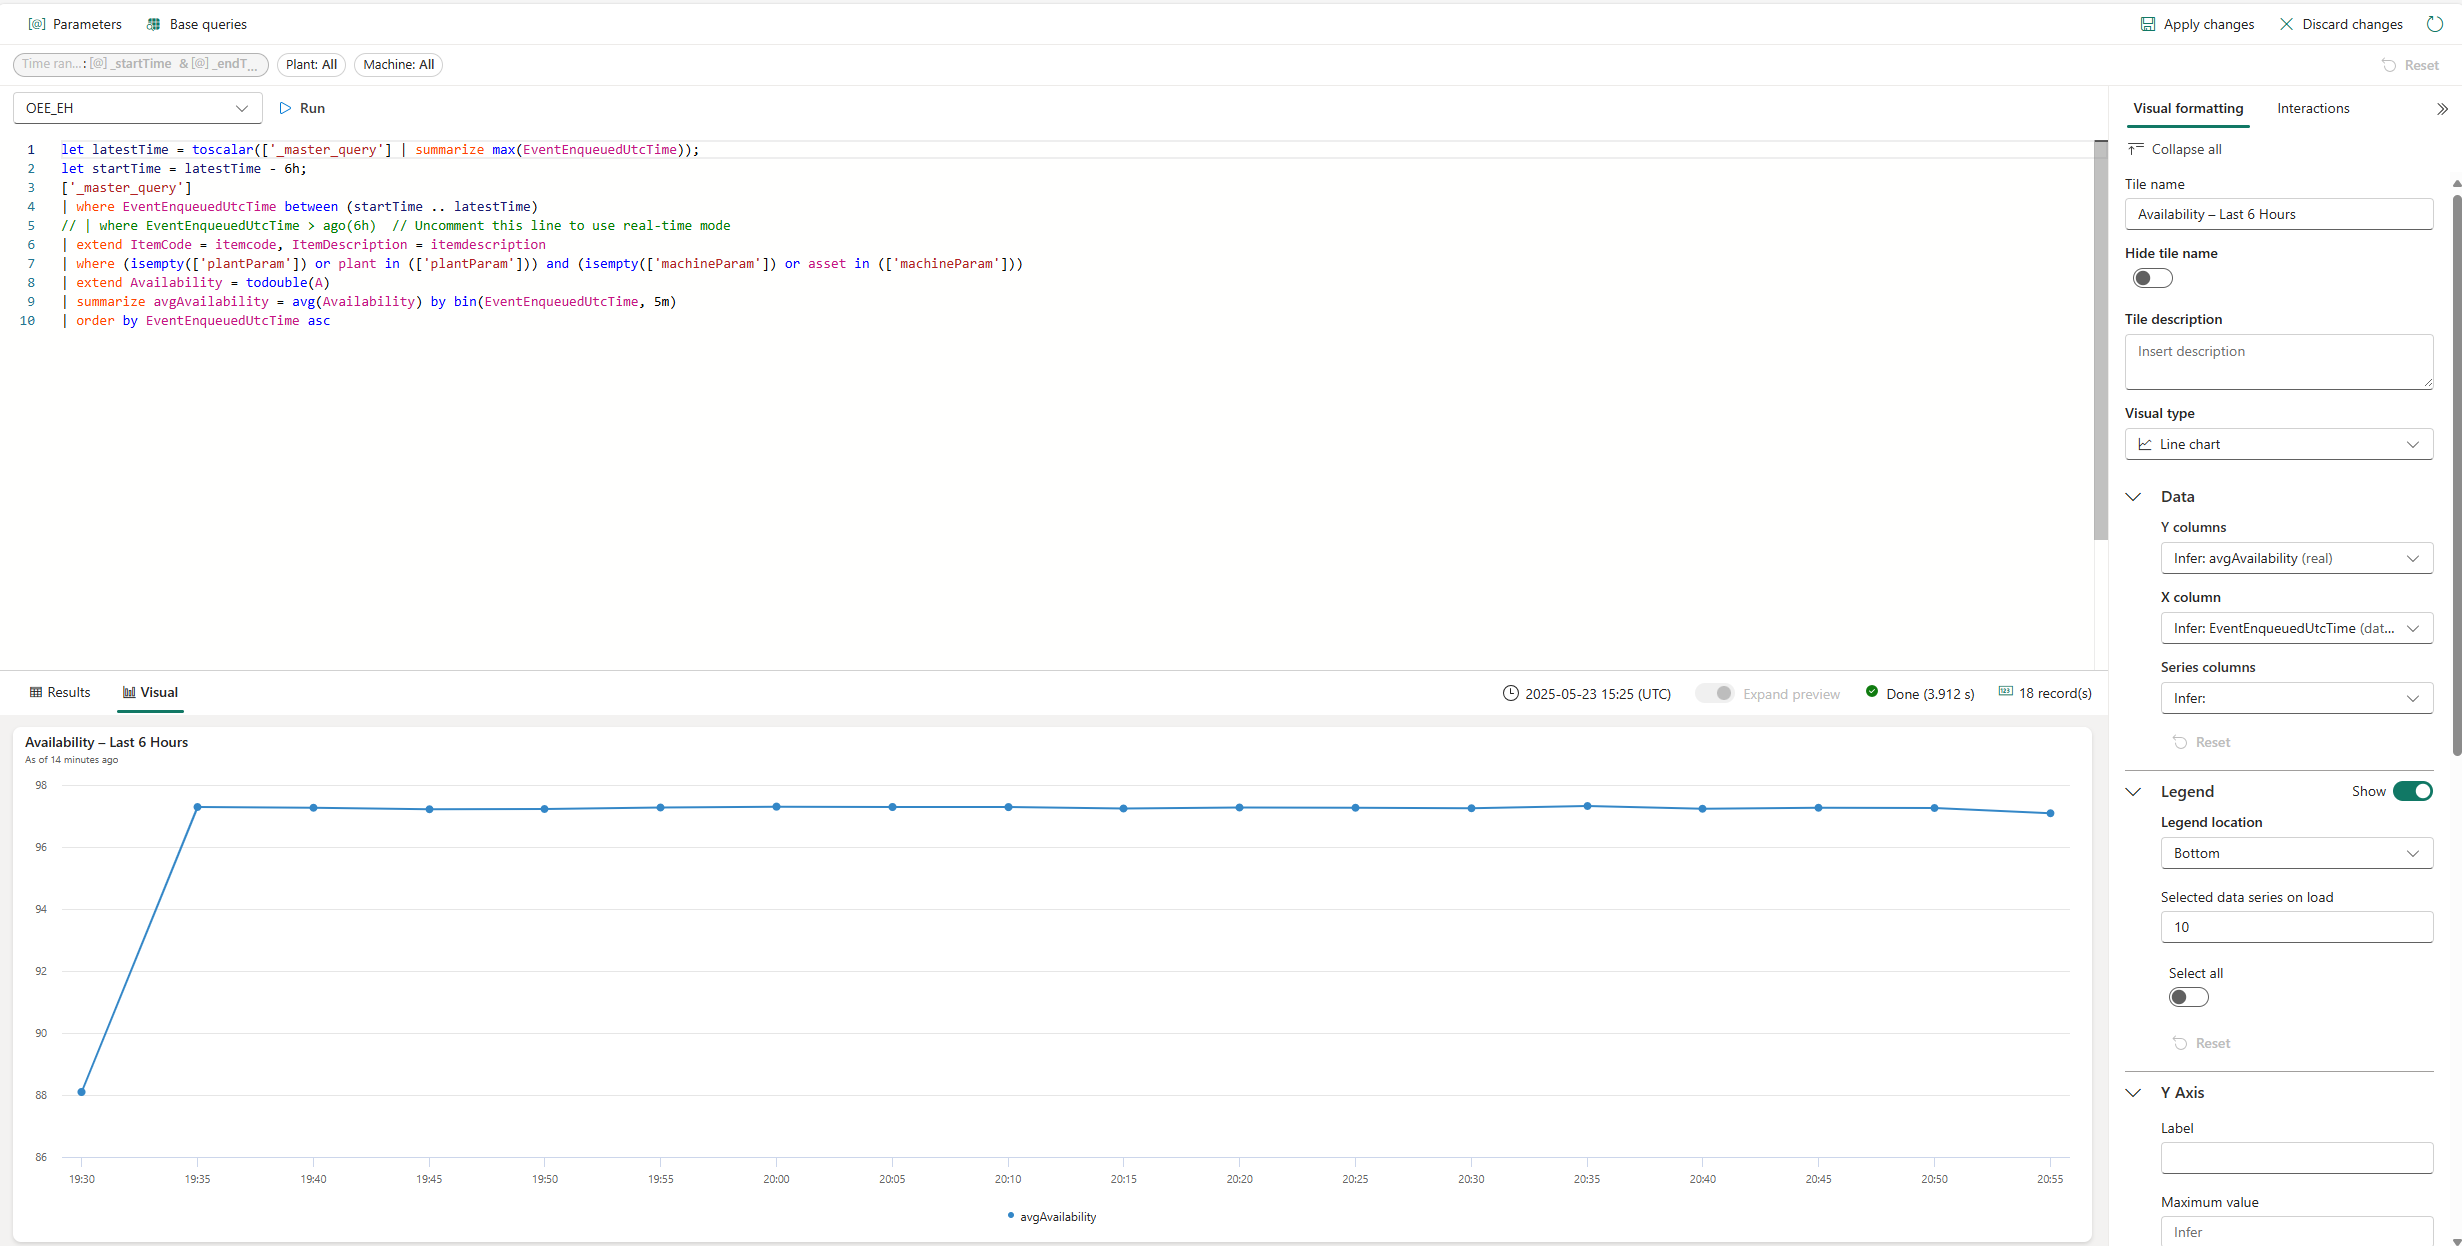 Parameters
Base queries
Apply changes
Discard changes
Time ran...: [@] _startTime & [@] _endT...
Plant: All
Machine: All
Reset
OEE_EH
Run
1 let latestTime = toscalar(['_master_query'] | summarize max(EventEnqueuedUtcTime));
2 let startTime = latestTime - 6h;
3 ['_master_query']
4 | where EventEnqueuedUtcTime between (startTime .. latestTime)
5 // | where EventEnqueuedUtcTime > ago(6h)  // Uncomment this line to use real-time mode
6 | extend ItemCode = itemcode, ItemDescription = itemdescription
7 | where (isempty(['plantParam']) or plant in (['plantParam'])) and (isempty(['machineParam']) or asset in (['machineParam']))
8 | extend Availability = todouble(A)
9 | summarize avgAvailability = avg(Availability) by bin(EventEnqueuedUtcTime, 5m)
10 | order by EventEnqueuedUtcTime asc
Results
Visual
2025-05-23 15:25 (UTC)
Expand preview
Done (3.912 s)
18 record(s)
Availability – Last 6 Hours
As of 14 minutes ago
98
96
94
92
90
88
86
19:30 19:35 19:40 19:45 19:50 19:55 20:00 20:05 20:10 20:15 20:20 20:25 20:30 20:35 20:40 20:45 20:50 20:55
avgAvailability
Visual formatting
Interactions
Collapse all
Tile name
Availability – Last 6 Hours
Hide tile name
Tile description
Insert description
Visual type
Line chart
Data
Y columns
Infer: avgAvailability (real)
X column
Infer: EventEnqueuedUtcTime (dat...
Series columns
Infer:
Reset
Legend
Show
Legend location
Bottom
Selected data series on load
10
Select all
Reset
Y Axis
Label
Maximum value
Infer